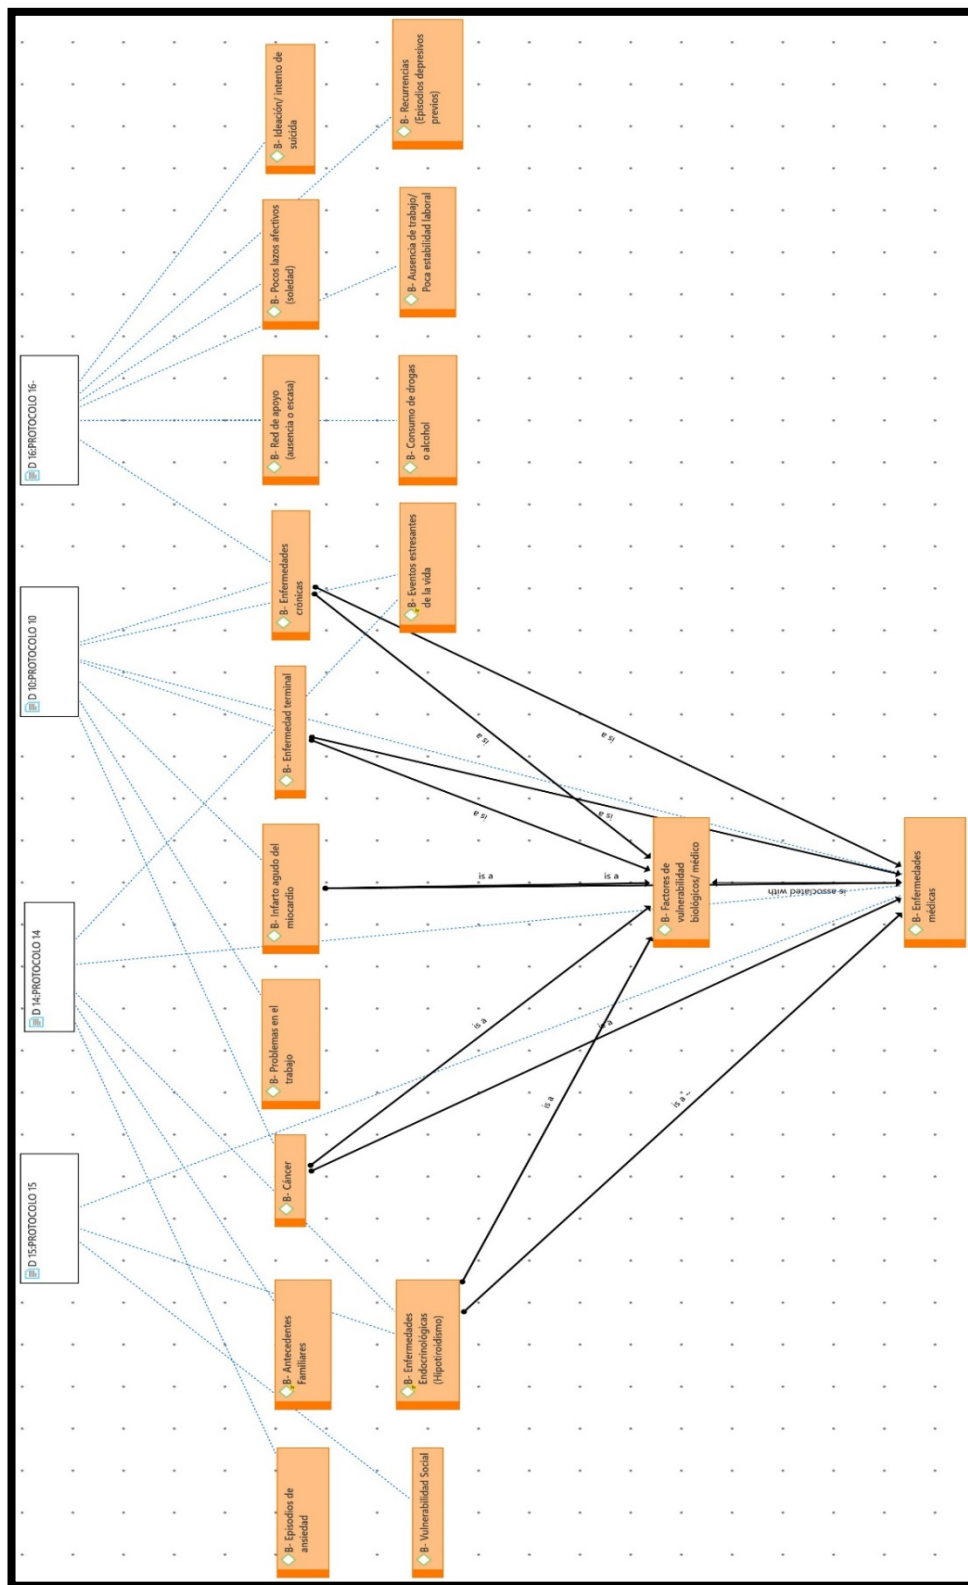 D 15:PROTOCOLO 15
D 14:PROTOCOLO 14
D 10:PROTOCOLO 10
D 16:PROTOCOLO 16-
B- Episodios de
ansiedad
B- Antecedentes
Familiares
B- Cáncer
B- Problemas en el
trabajo
B- Infarto agudo del
miocardio
B- Enfermedad terminal
B- Enfermedades
crónicas
B- Red de apoyo
(ausencia o escasa)
B- Pocos lazos afectivos
(soledad)
B- Ideación/ intento de
suicida
B- Vulnerabilidad Social
B- Enfermedades
Endocrinológicas
(Hipotiroidismo)
B- Eventos estresantes
de la vida
B- Consumo de drogas
o alcohol
B- Ausencia de trabajo/
Poca estabilidad laboral
B- Recurrencias
(Episodios depresivos
previos)
is a
is a
is a
is a
is a
is a
is a
is a
is a
is a
B- Factores de
vulnerabilidad
biológicos/ médico
is associated with
B- Enfermedades
médicas